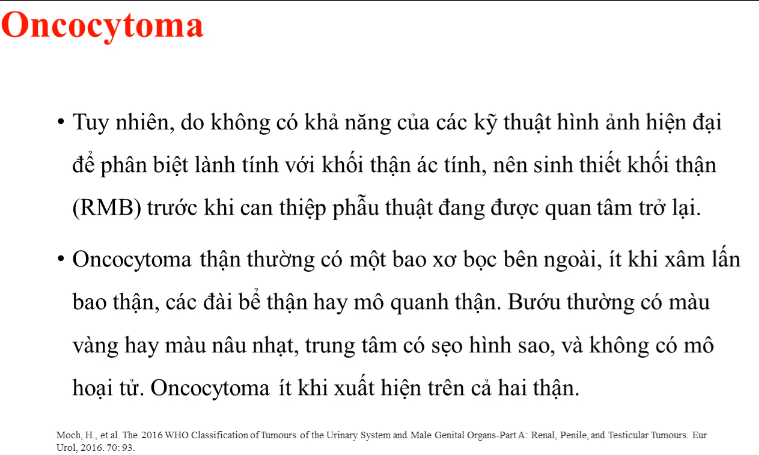 Oncocytoma
• Tuy nhiên, do không có khả năng của các kỹ thuật hình ảnh hiện đại
để phân biệt lành tính với khối thận ác tính, nên sinh thiết khối thận
(RMB) trước khi can thiệp phẫu thuật đang được quan tâm trở lại.
• Oncocytoma thận thường có một bao xơ bọc bên ngoài, ít khi xâm lấn
bao thận, các đài bể thận hay mô quanh thận. Bướu thường có màu
vàng hay màu nâu nhạt, trung tâm có sẹo hình sao, và không có mô
hoại tử. Oncocytoma ít khi xuất hiện trên cả hai thận.
Moch, H., et al. The 2016 WHO Classification of Tumours of the Urinary System and Male Genital Organs-Part A: Renal, Penile, and Testicular Tumours. Eur
Urol, 2016. 70: 93.